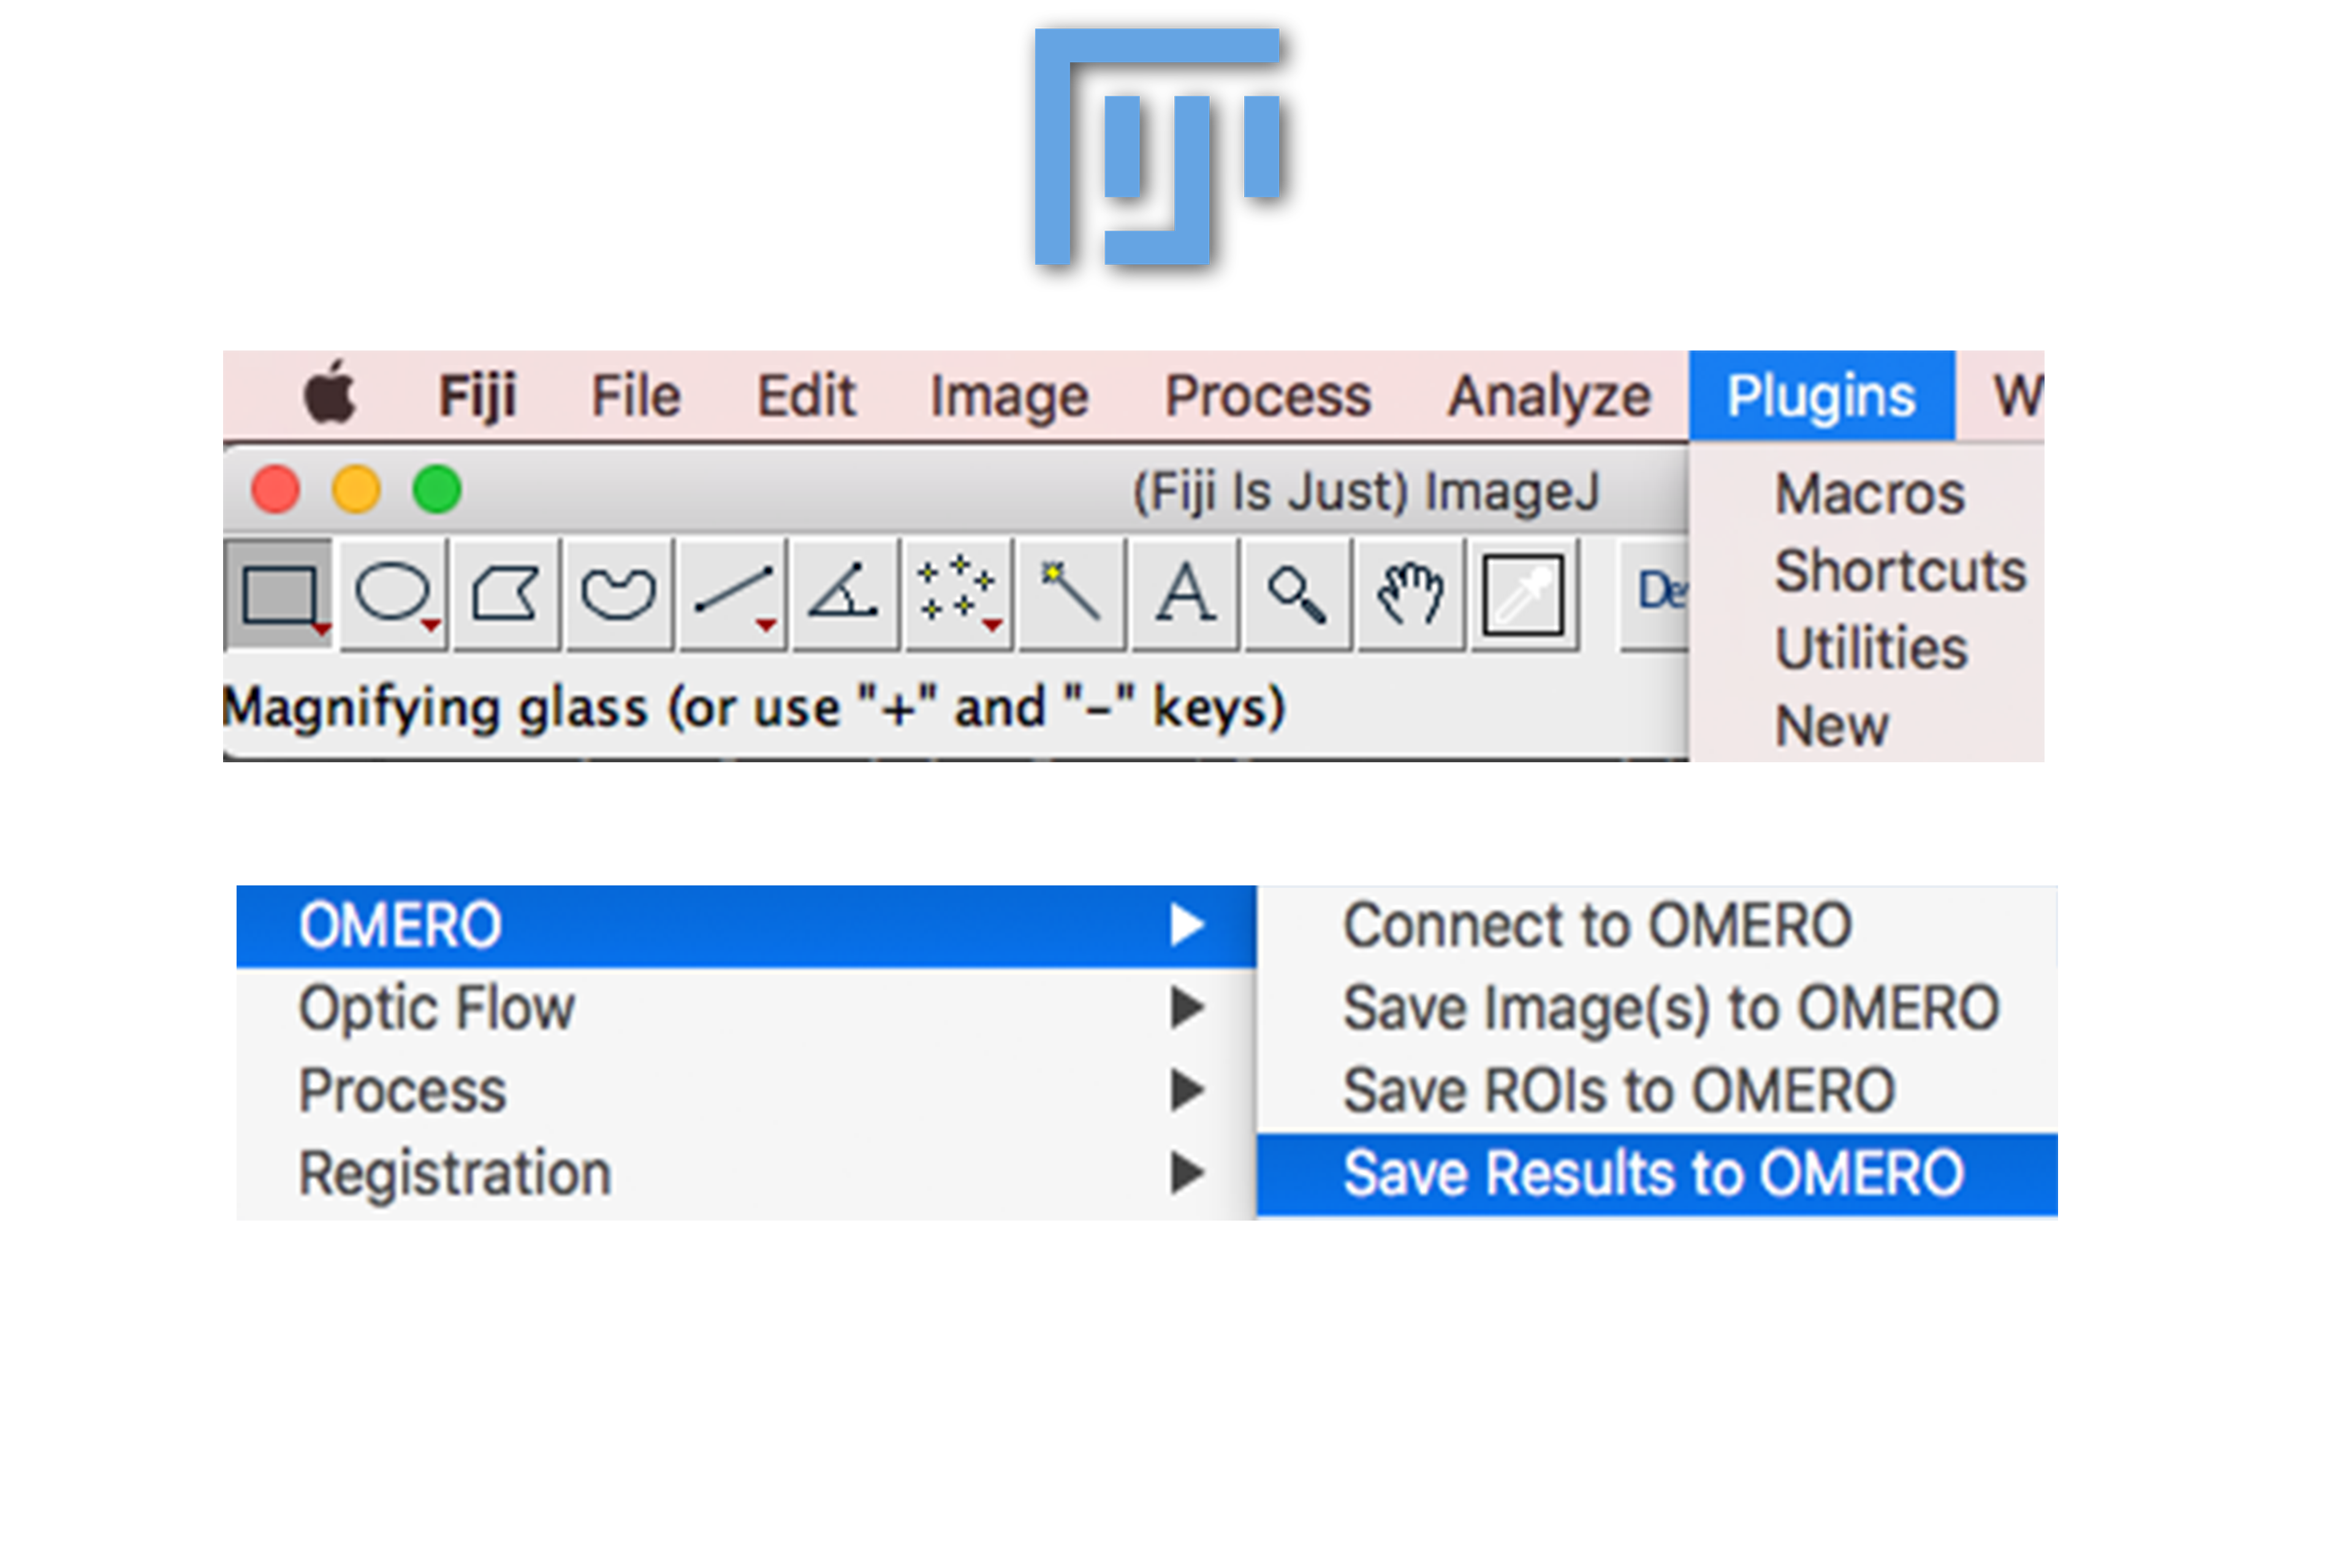 Fiji File Edit Image Process Analyze Plugins W
(Fiji Is Just) ImageJ
Macros
Shortcuts
A
Utilities
Magnifying glass (or use "+" and "-" keys)
New
OMERO
Connect to OMERO
Optic Flow
Save Image(s) to OMERO
Process
Save ROIs to OMERO
Registration
Save Results to OMERO